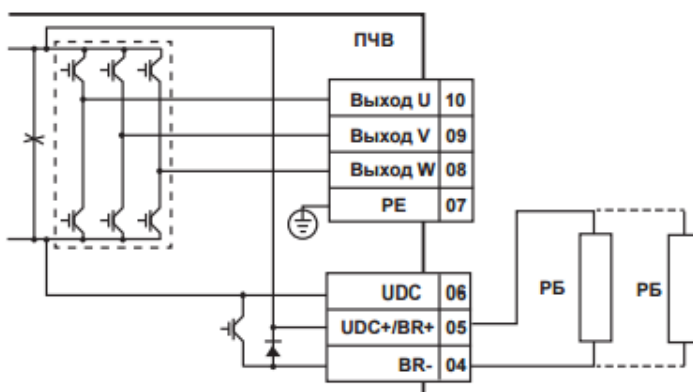 ПЧВ
Выход U 10
Выход V 09
Выход W 08
PE 07
UDC 06
UDC+/BR+ 05
BR- 04
РБ
РБ